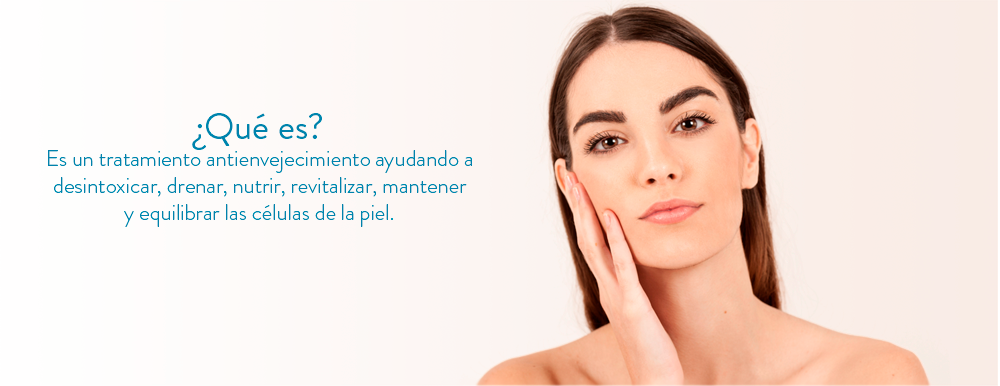 ¿Qué es?
Es un tratamiento antienvejecimiento ayudando a
desintoxicar, drenar, nutrir, revitalizar, mantener
y equilibrar las células de la piel.